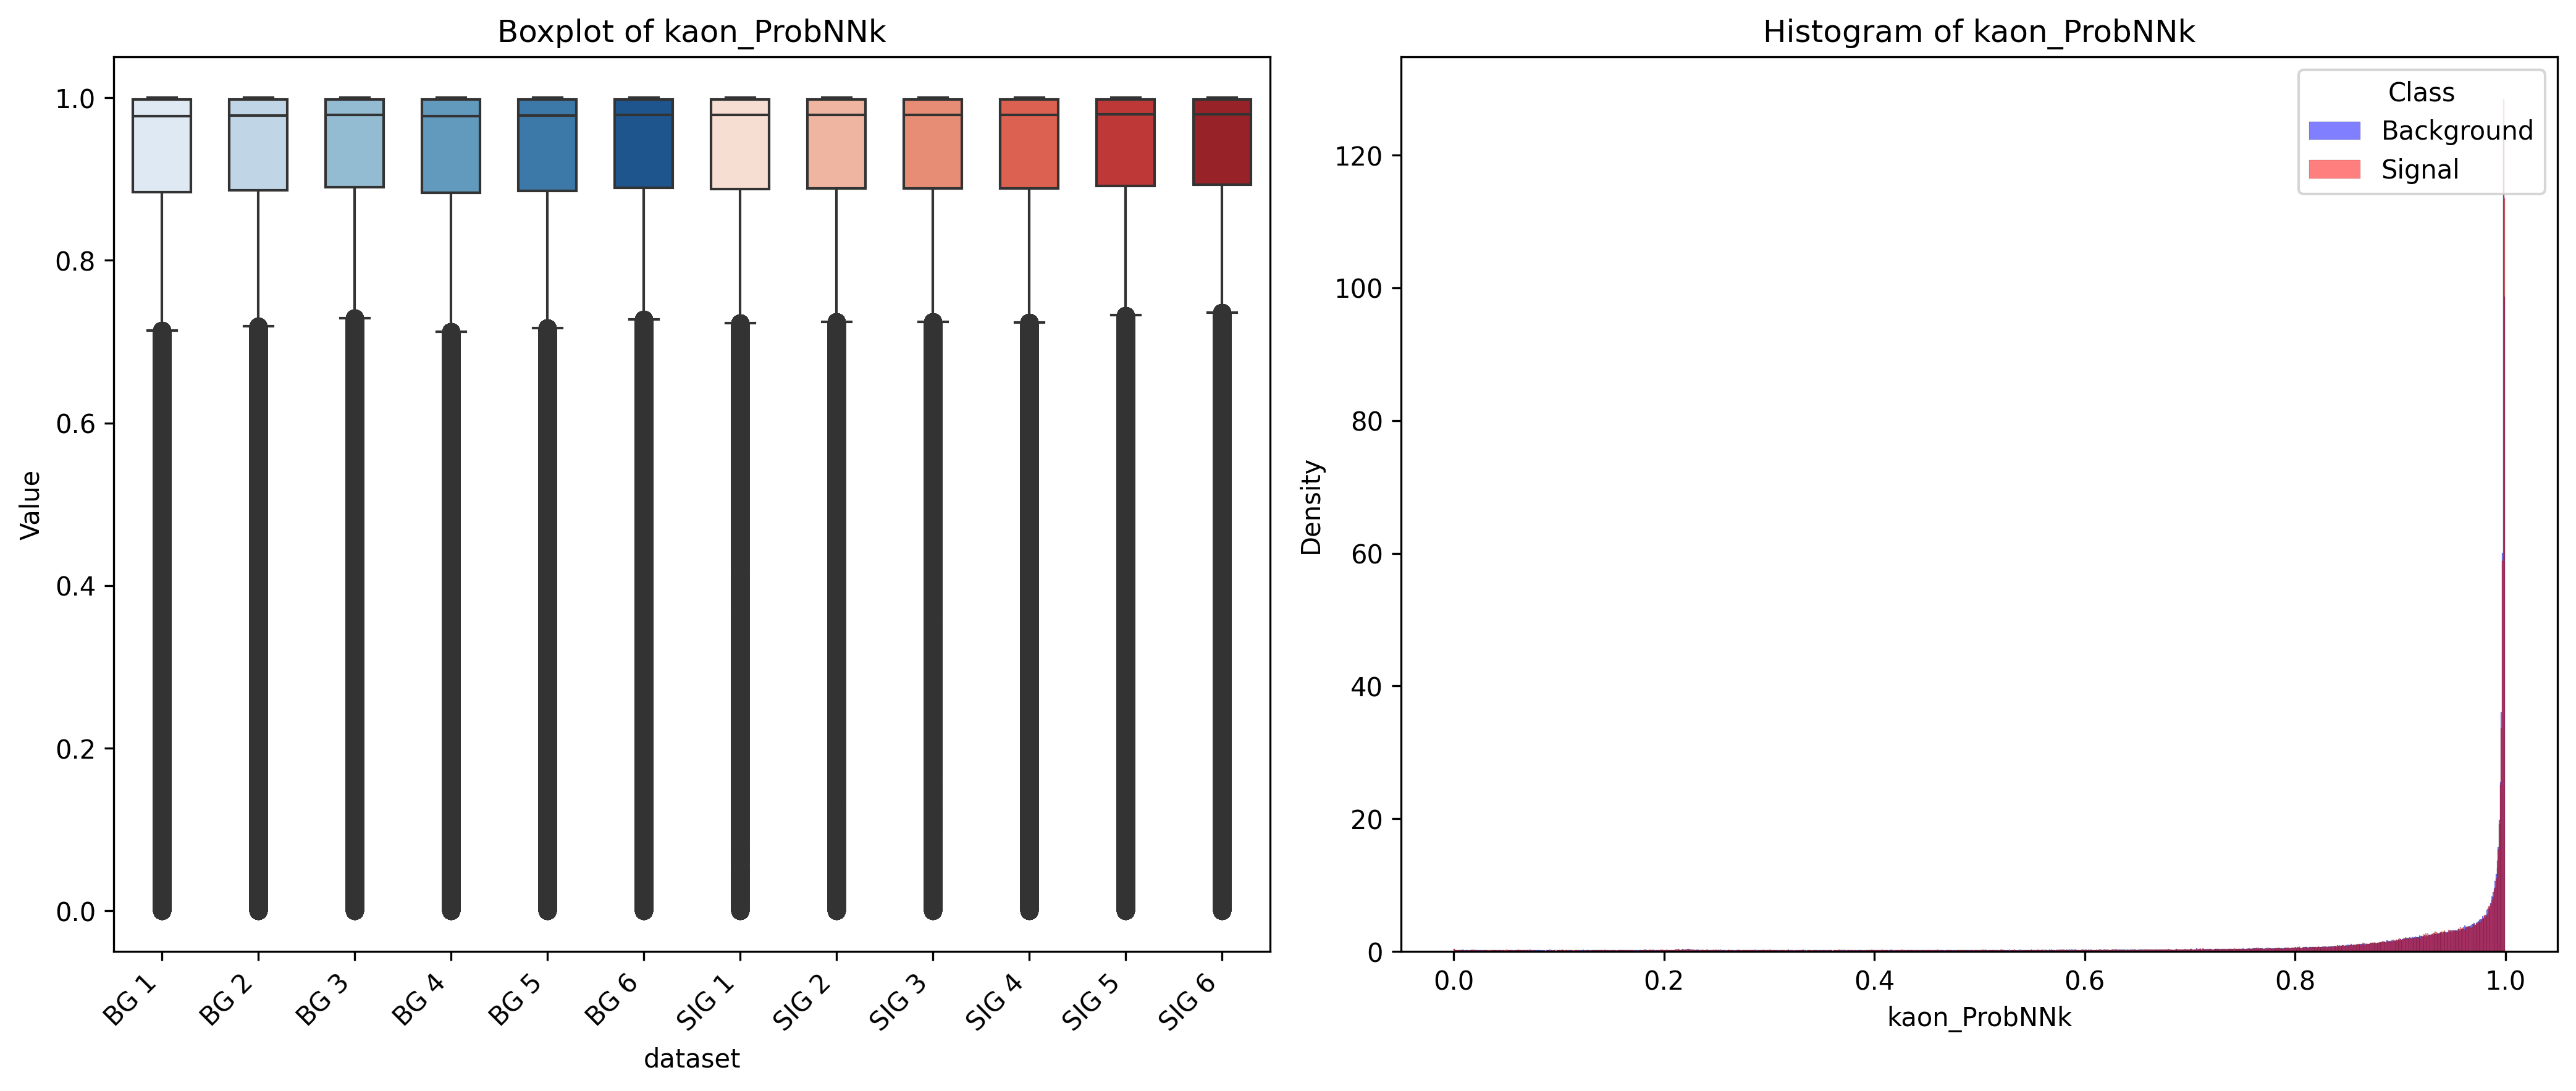 Boxplot of kaon_ProbNNk
Value
1.0
0.8
0.6
0.4
0.2
0.0
BG 1
BG 2
BG 3
BG 4
BG 5
BG 6
SIG 1
SIG 2
SIG 3
SIG 4
SIG 5
SIG 6
dataset
Histogram of kaon_ProbNNk
Class
Background
Signal
Density
120
100
80
60
40
20
0
0.0
0.2
0.4
0.6
0.8
1.0
kaon_ProbNNk